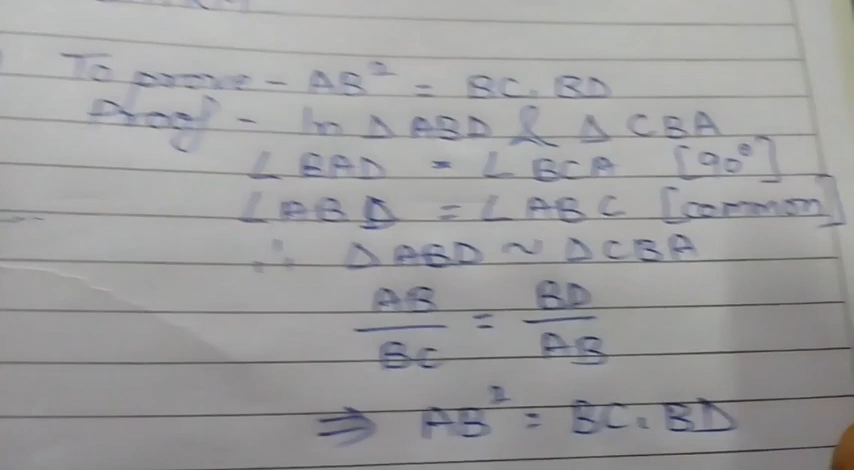 To prove - AB² = BC. BD
Proof - In Δ ABD & Δ CBA
∠ BAD = ∠ BCA [90°]
∠ ABD = ∠ ABC [common]
∴ Δ ABD ~ Δ CBA
AB/BC = BD/AB
⇒ AB² = BC. BD